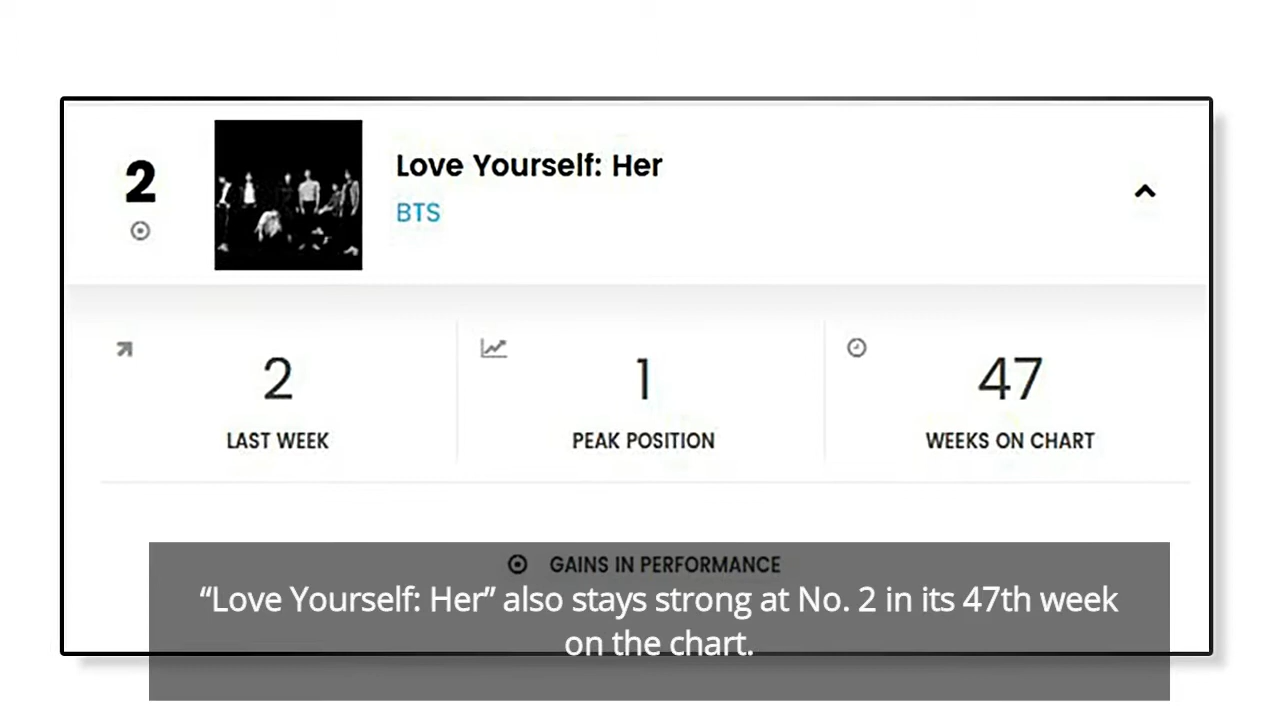 2
Love Yourself: Her
BTS
2
1
47
LAST WEEK
PEAK POSITION
WEEKS ON CHART
GAINS IN PERFORMANCE
“Love Yourself: Her” also stays strong at No. 2 in its 47th week
on the chart.